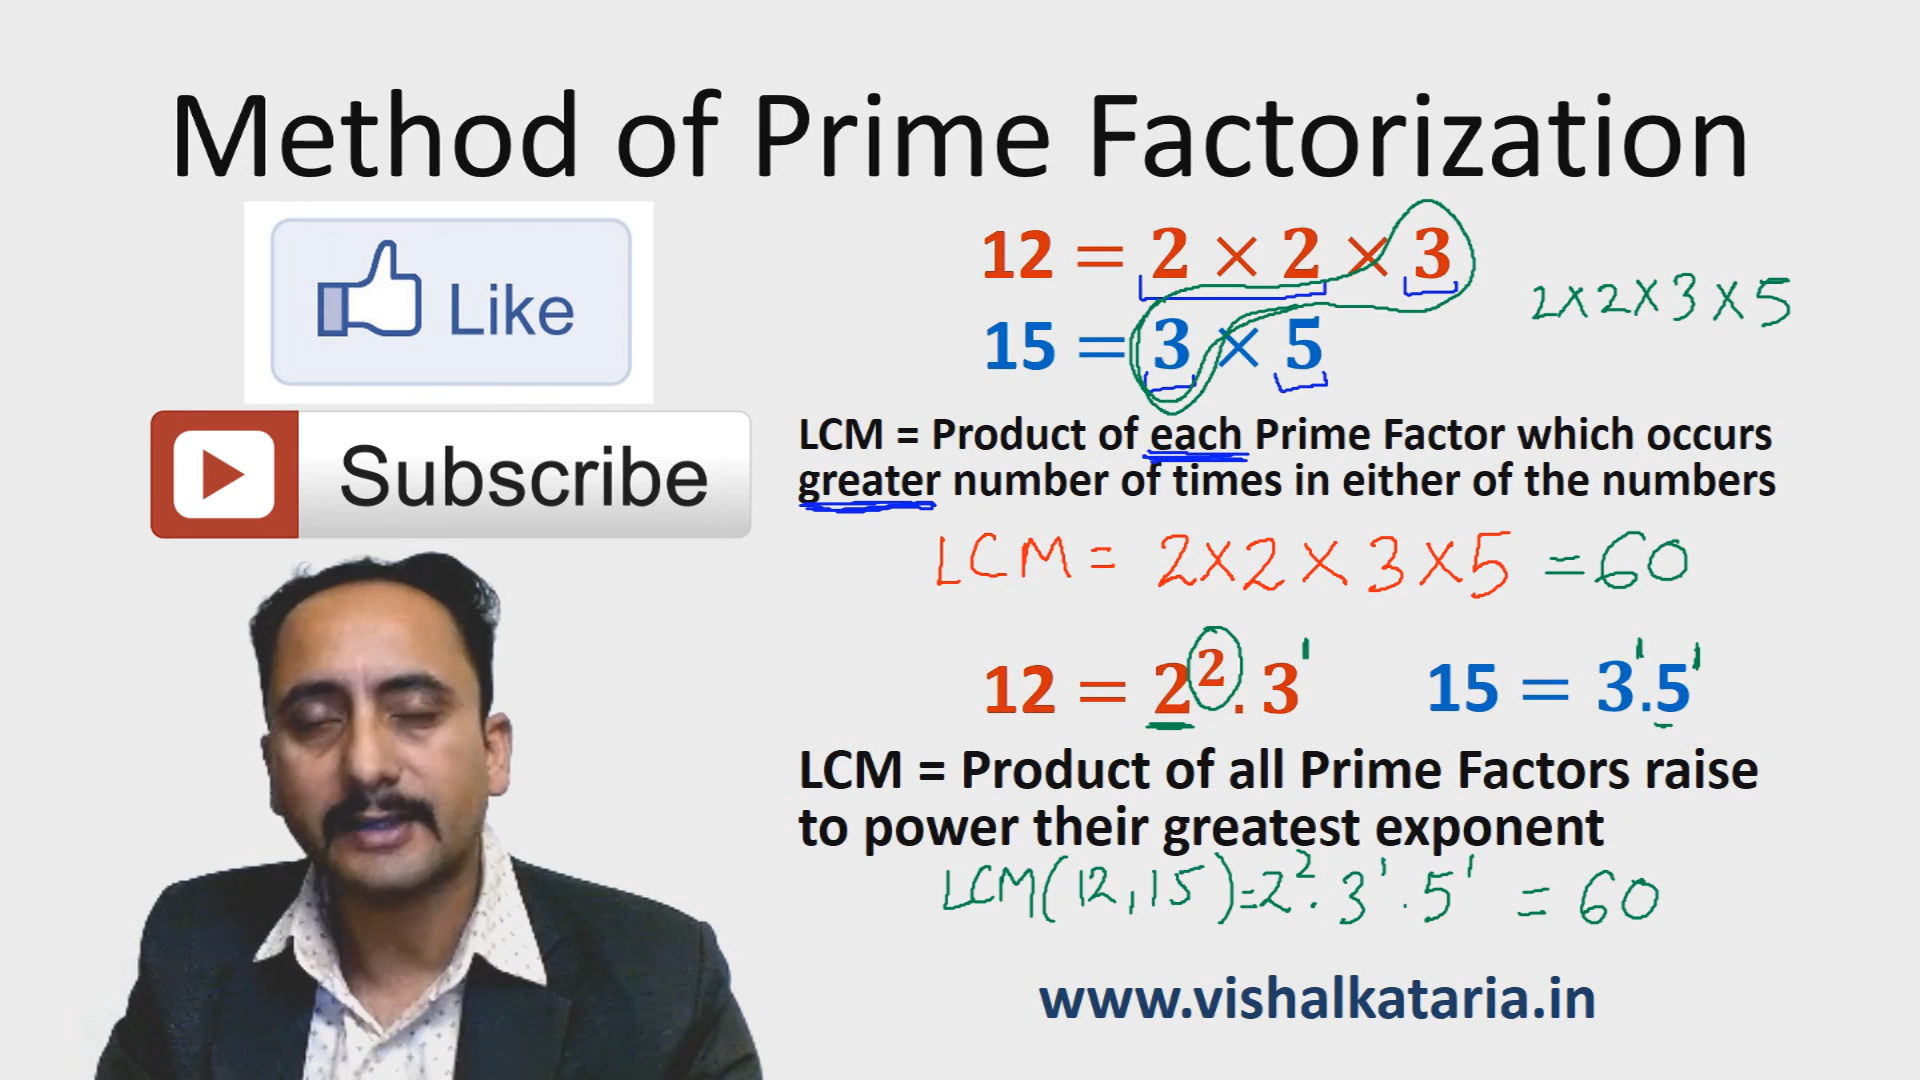 Method of Prime Factorization
Like
Subscribe
12 = 2 × 2 × 3
15 = 3 × 5
2×2×3×5
LCM = Product of each Prime Factor which occurs
greater number of times in either of the numbers
LCM = 2×2×3×5 = 60
12 = 2².3¹
15 = 3¹.5¹
LCM = Product of all Prime Factors raise
to power their greatest exponent
LCM(12,15)=2².3¹.5¹ = 60
www.vishalkataria.in